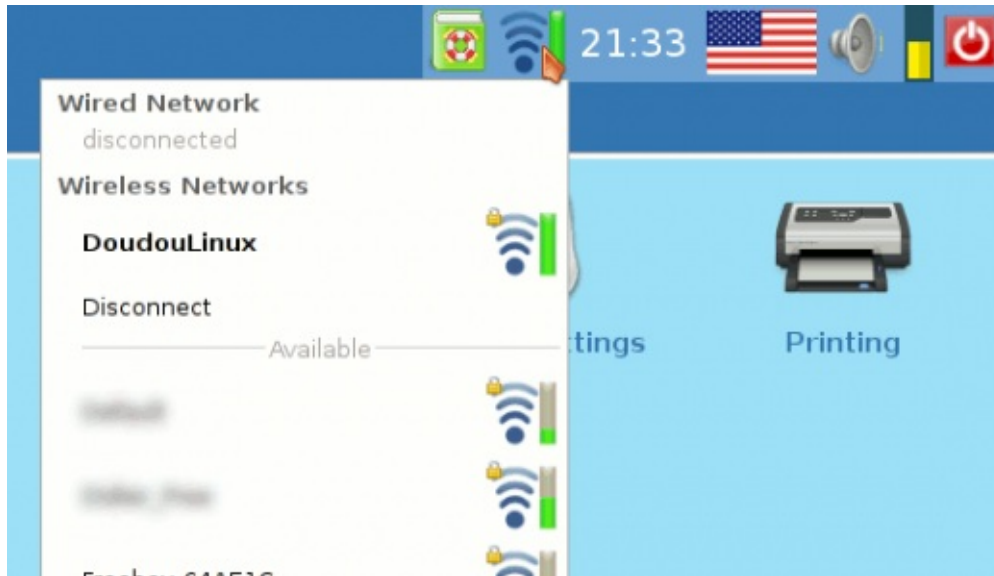 21:33
Wired Network
disconnected
Wireless Networks
DoudouLinux
Disconnect
Available
ttings
Printing